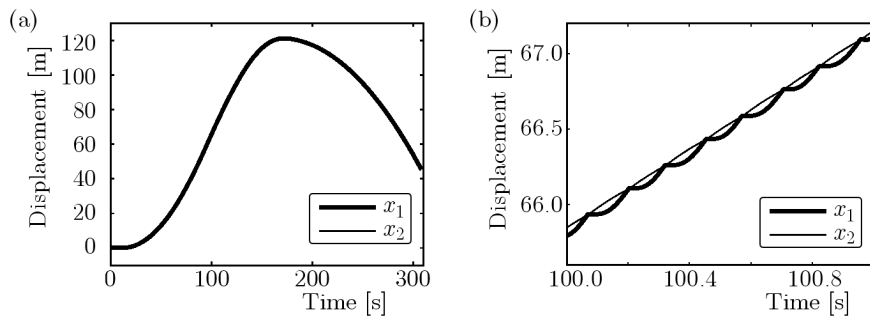 (a)
Displacement [m]
120
100
80
60
40
20
0
x₁
x₂
0
100
200
300
Time [s]
(b)
Displacement [m]
67.0
66.5
66.0
x₁
x₂
100.0
100.4
100.8
Time [s]